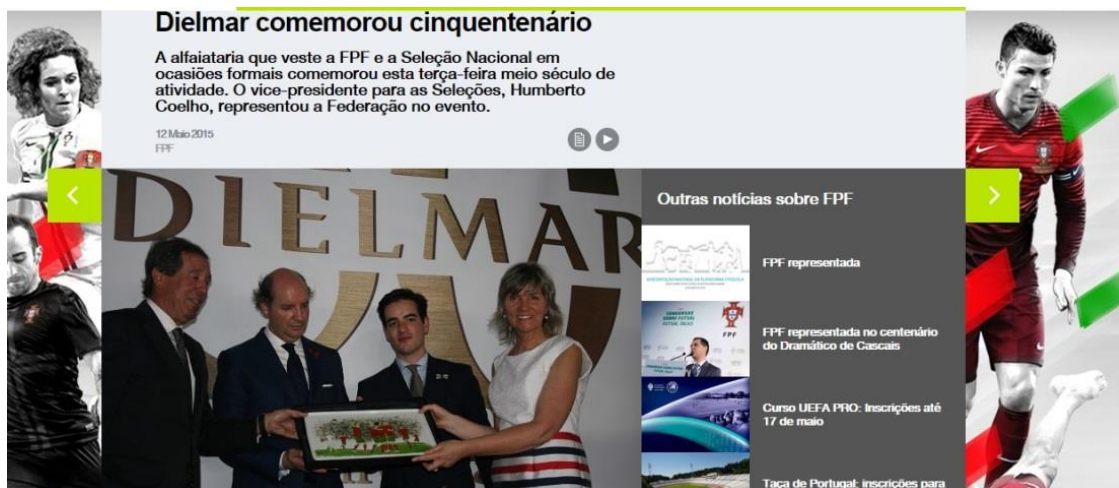 Dielmar comemorou cinquentenário
A alfaiataria que veste a FPF e a Seleção Nacional em
ocasiões formais comemorou esta terça-feira meio século de
atividade. O vice-presidente para as Seleções, Humberto
Coelho, representou a Federação no evento.
12 Maio 2015
FPF
DIELMAR
Outras notícias sobre FPF
FPF representada
FPF
FPF representada no centenário
do Dramático de Cascais
Curso UEFA PRO: Inscrições até
17 de maio
Taça de Portugal: inscrições para